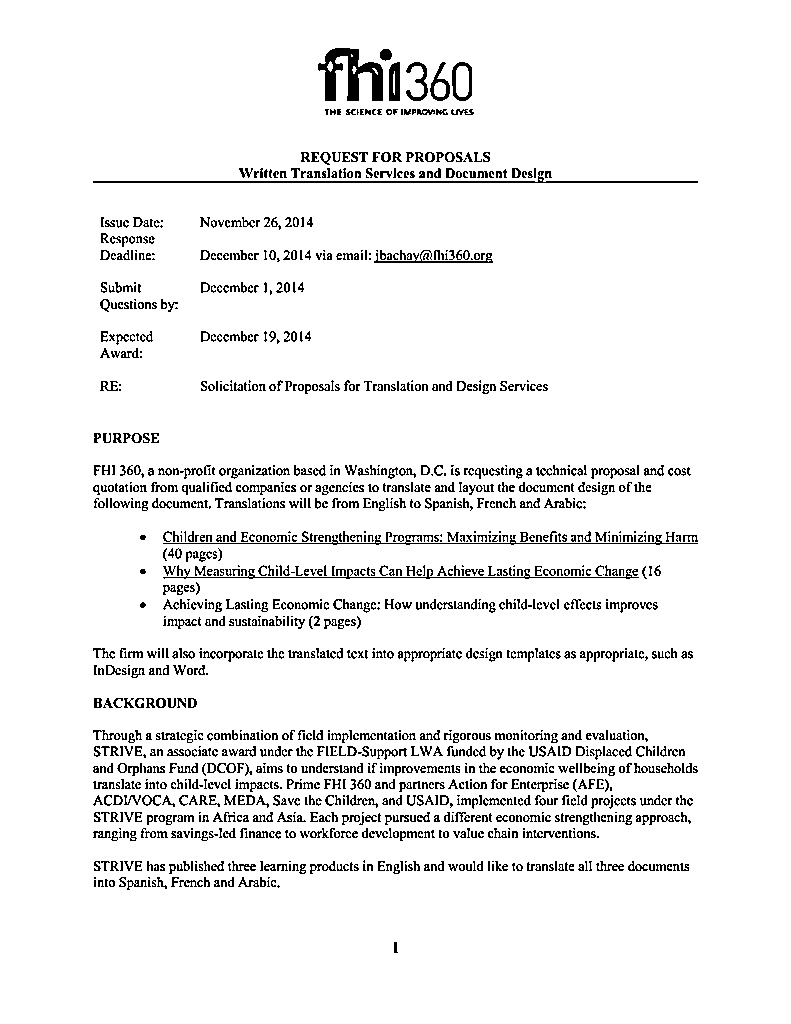 fhi360
THE SCIENCE OF IMPROVING LIVES
REQUEST FOR PROPOSALS
Written Translation Services and Document Design
Issue Date: November 26, 2014
Response
Deadline: December 10, 2014 via email: jbachay@fhi360.org
Submit December 1, 2014
Questions by:
Expected December 19, 2014
Award:
RE: Solicitation of Proposals for Translation and Design Services
PURPOSE
FHI 360, a non-profit organization based in Washington, D.C. is requesting a technical proposal and cost
quotation from qualified companies or agencies to translate and layout the document design of the
following document. Translations will be from English to Spanish, French and Arabic:
• Children and Economic Strengthening Programs: Maximizing Benefits and Minimizing Harm
(40 pages)
• Why Measuring Child-Level Impacts Can Help Achieve Lasting Economic Change (16
pages)
• Achieving Lasting Economic Change: How understanding child-level effects improves
impact and sustainability (2 pages)
The firm will also incorporate the translated text into appropriate design templates as appropriate, such as
InDesign and Word.
BACKGROUND
Through a strategic combination of field implementation and rigorous monitoring and evaluation,
STRIVE, an associate award under the FIELD-Support LWA funded by the USAID Displaced Children
and Orphans Fund (DCOF), aims to understand if improvements in the economic wellbeing of households
translate into child-level impacts. Prime FHI 360 and partners Action for Enterprise (AFE),
ACDI/VOCA, CARE, MEDA, Save the Children, and USAID, implemented four field projects under the
STRIVE program in Africa and Asia. Each project pursued a different economic strengthening approach,
ranging from savings-led finance to workforce development to value chain interventions.
STRIVE has published three learning products in English and would like to translate all three documents
into Spanish, French and Arabic.
1